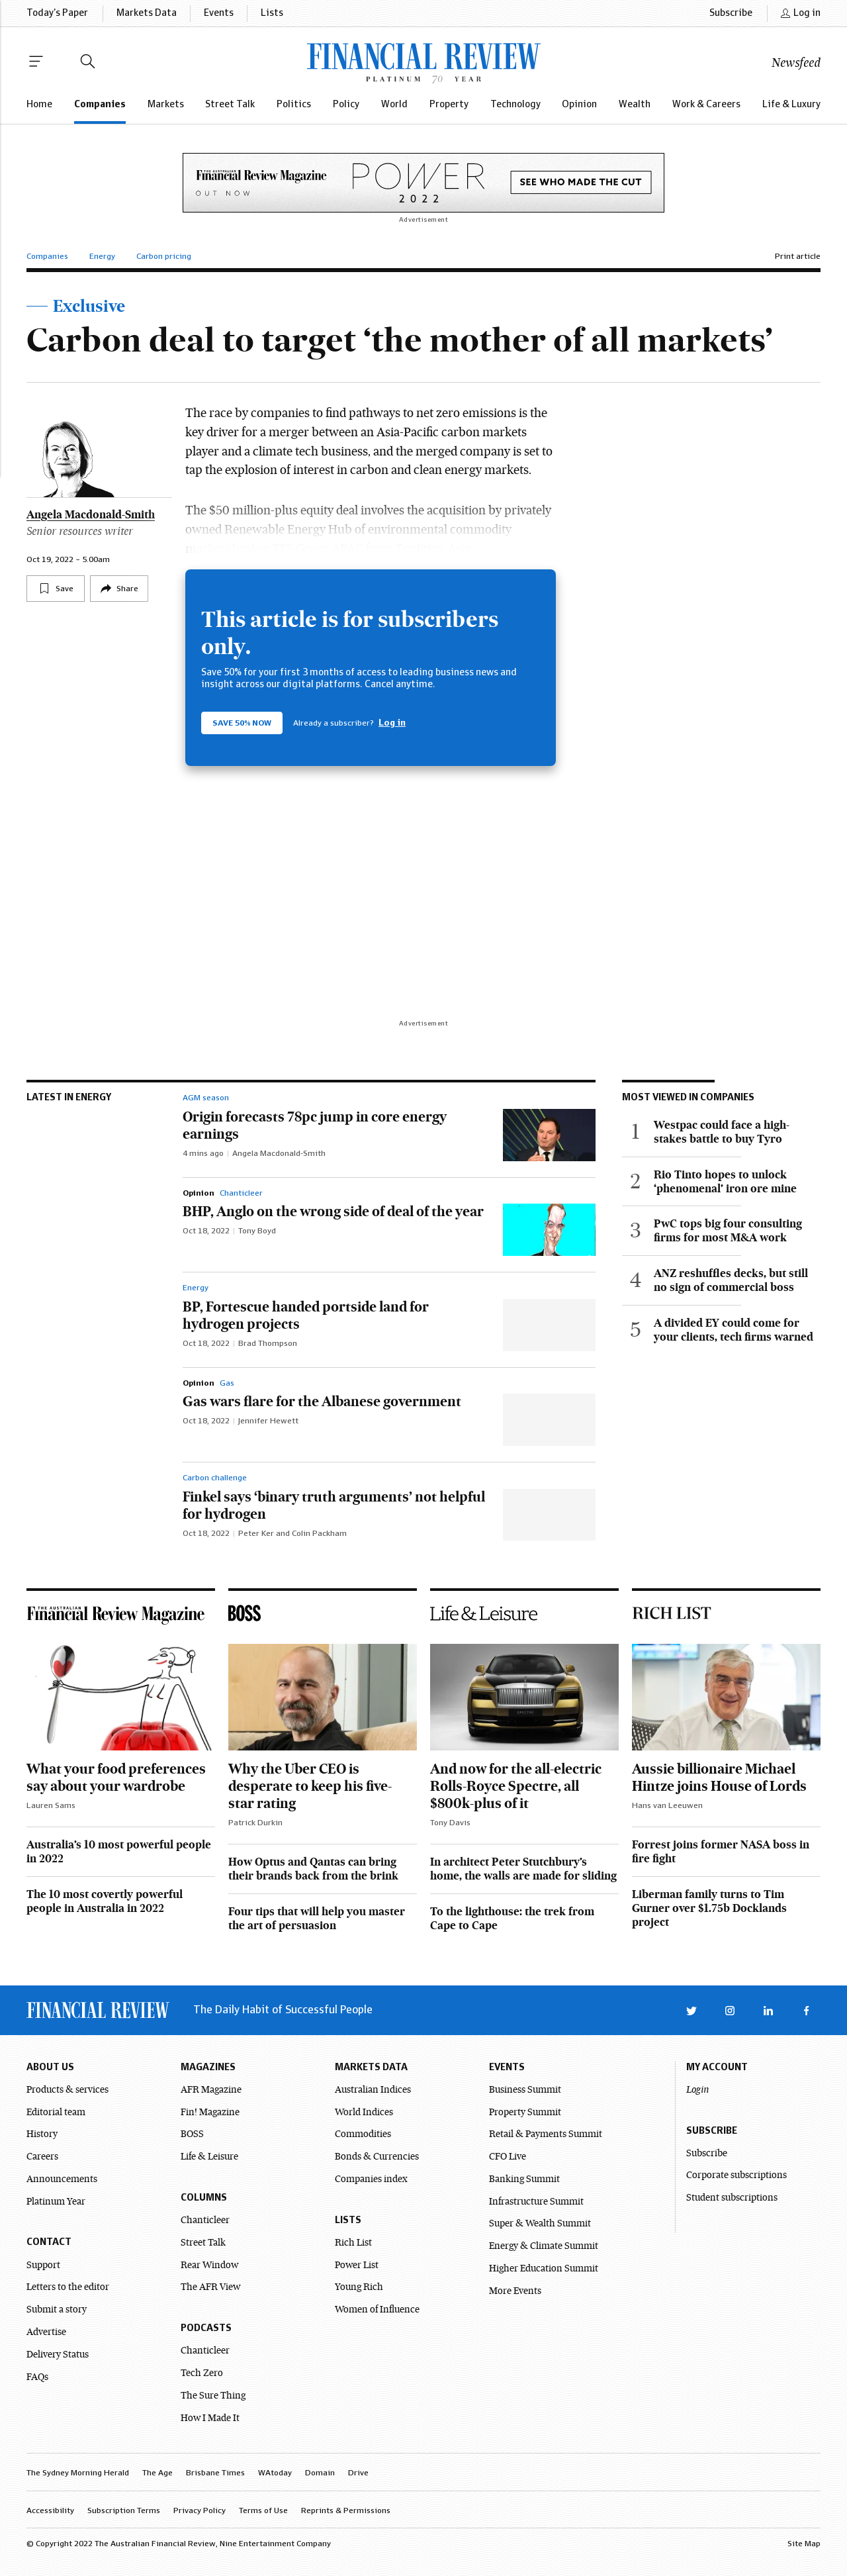 Today's Paper
Markets Data
Events
Lists
Subscribe
Log in
FINANCIAL REVIEW
PLATINUM 70 YEAR
Newsfeed
Home
Companies
Markets
Street Talk
Politics
Policy
World
Property
Technology
Opinion
Wealth
Work & Careers
Life & Luxury
THE AUSTRALIAN
Financial Review Magazine
OUT NOW
POWER
2022
SEE WHO MADE THE CUT
Advertisement
Companies
Energy
Carbon pricing
Print article
Exclusive
Carbon deal to target ‘the mother of all markets’
Angela Macdonald-Smith
Senior resources writer
Oct 19, 2022 – 5.00am
Save
Share
The race by companies to find pathways to net zero emissions is the
key driver for a merger between an Asia-Pacific carbon markets
player and a climate tech business, and the merged company is set to
tap the explosion of interest in carbon and clean energy markets.
The $50 million-plus equity deal involves the acquisition by privately
owned Renewable Energy Hub of environmental commodity
This article is for subscribers
only.
Save 50% for your first 3 months of access to leading business news and
insight across our digital platforms. Cancel anytime.
SAVE 50% NOW
Already a subscriber? Log in
Advertisement
LATEST IN ENERGY
AGM season
Origin forecasts 78pc jump in core energy
earnings
4 mins ago | Angela Macdonald-Smith
Opinion Chanticleer
BHP, Anglo on the wrong side of deal of the year
Oct 18, 2022 | Tony Boyd
Energy
BP, Fortescue handed portside land for
hydrogen projects
Oct 18, 2022 | Brad Thompson
Opinion Gas
Gas wars flare for the Albanese government
Oct 18, 2022 | Jennifer Hewett
Carbon challenge
Finkel says ‘binary truth arguments’ not helpful
for hydrogen
Oct 18, 2022 | Peter Ker and Colin Packham
MOST VIEWED IN COMPANIES
1
Westpac could face a high-
stakes battle to buy Tyro
2
Rio Tinto hopes to unlock
‘phenomenal’ iron ore mine
3
PwC tops big four consulting
firms for most M&A work
4
ANZ reshuffles decks, but still
no sign of commercial boss
5
A divided EY could come for
your clients, tech firms warned
THE AUSTRALIAN
Financial Review Magazine
What your food preferences
say about your wardrobe
Lauren Sams
Australia's 10 most powerful people
in 2022
The 10 most covertly powerful
people in Australia in 2022
BOSS
Why the Uber CEO is
desperate to keep his five-
star rating
Patrick Durkin
How Optus and Qantas can bring
their brands back from the brink
Four tips that will help you master
the art of persuasion
Life & Leisure
And now for the all-electric
Rolls-Royce Spectre, all
$800k-plus of it
Tony Davis
In architect Peter Stutchbury's
home, the walls are made for sliding
To the lighthouse: the trek from
Cape to Cape
RICH LIST
Aussie billionaire Michael
Hintze joins House of Lords
Hans van Leeuwen
Forrest joins former NASA boss in
fire fight
Liberman family turns to Tim
Gurner over $1.75b Docklands
project
FINANCIAL REVIEW
The Daily Habit of Successful People
ABOUT US
Products & services
Editorial team
History
Careers
Announcements
Platinum Year
CONTACT
Support
Letters to the editor
Submit a story
Advertise
Delivery Status
FAQs
MAGAZINES
AFR Magazine
Fin! Magazine
BOSS
Life & Leisure
COLUMNS
Chanticleer
Street Talk
Rear Window
The AFR View
PODCASTS
Chanticleer
Tech Zero
The Sure Thing
How I Made It
MARKETS DATA
Australian Indices
World Indices
Commodities
Bonds & Currencies
Companies index
LISTS
Rich List
Power List
Young Rich
Women of Influence
EVENTS
Business Summit
Property Summit
Retail & Payments Summit
CFO Live
Banking Summit
Infrastructure Summit
Super & Wealth Summit
Energy & Climate Summit
Higher Education Summit
More Events
MY ACCOUNT
Login
SUBSCRIBE
Subscribe
Corporate subscriptions
Student subscriptions
The Sydney Morning Herald
The Age
Brisbane Times
WAtoday
Domain
Drive
Accessibility
Subscription Terms
Privacy Policy
Terms of Use
Reprints & Permissions
© Copyright 2022 The Australian Financial Review, Nine Entertainment Company
Site Map